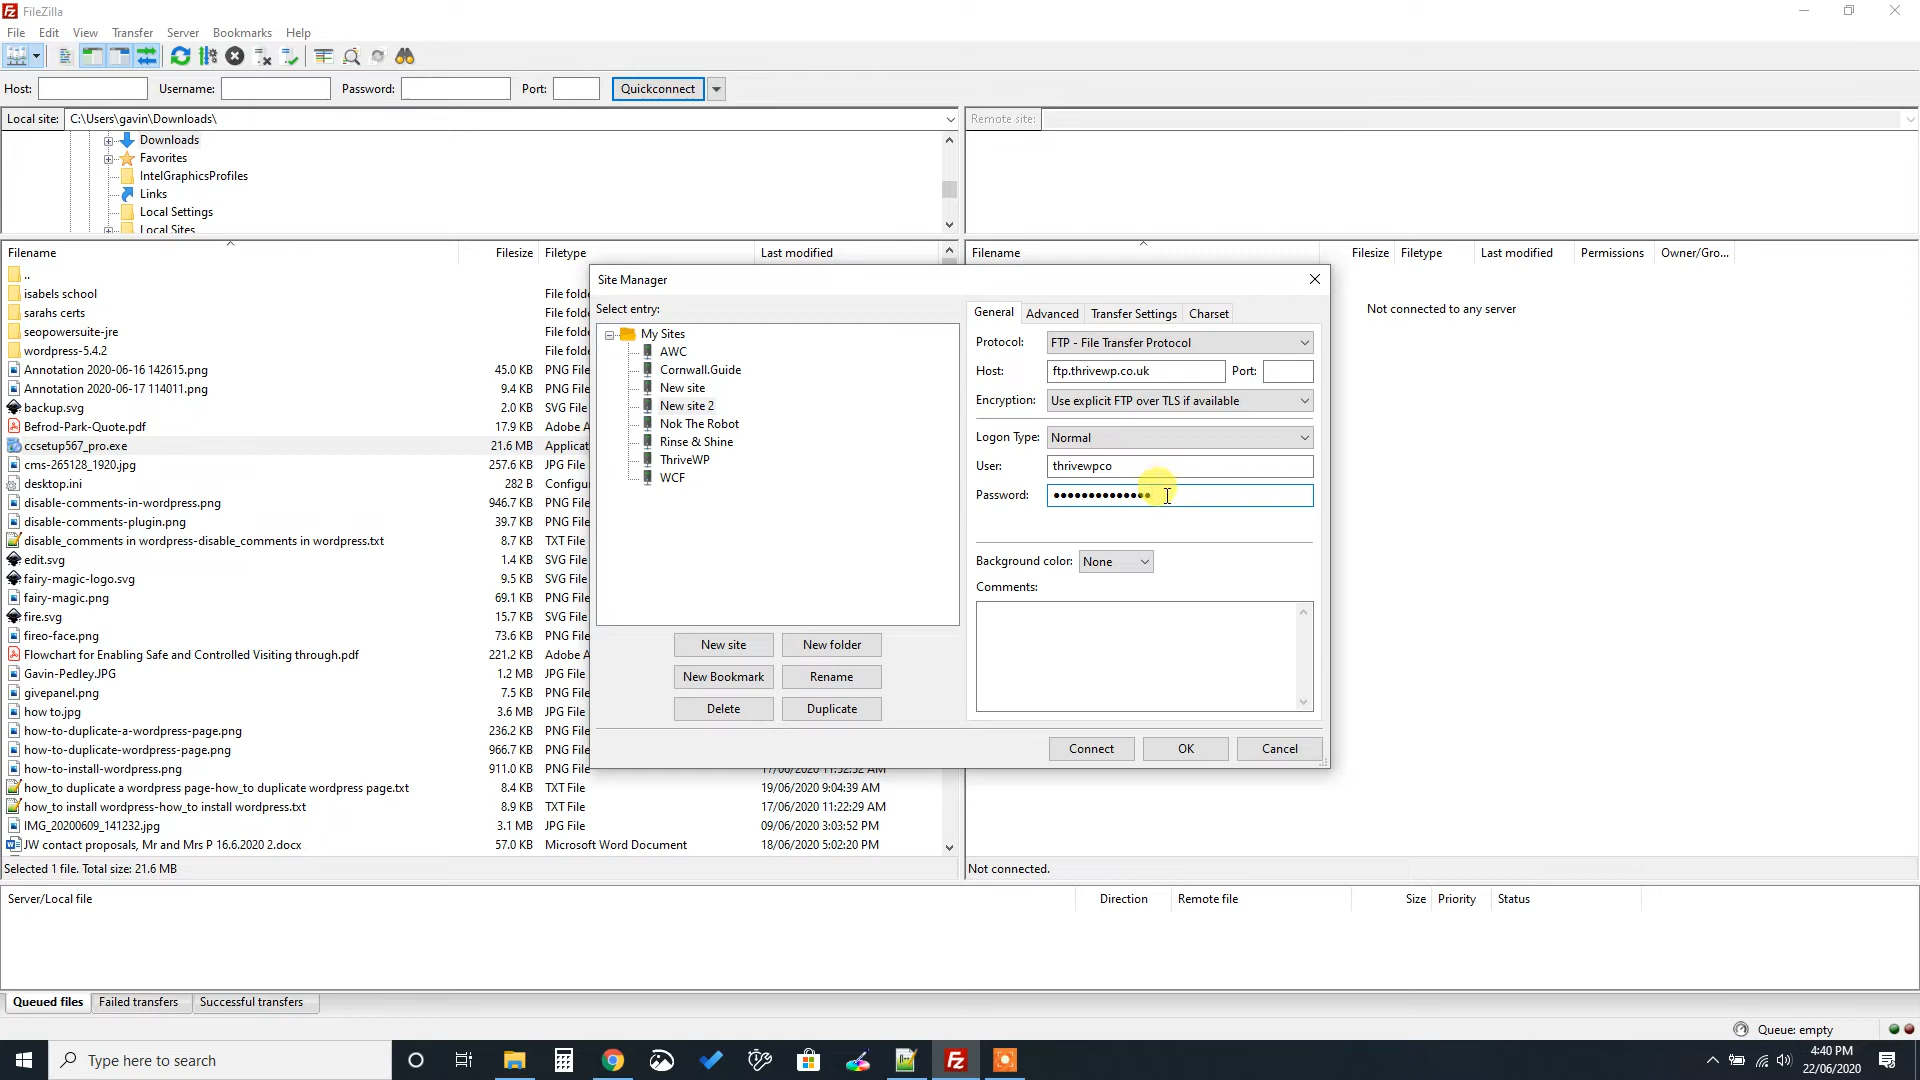 FileZilla
File Edit View Transfer Server Bookmarks Help
Host: Username: Password: Port: Quickconnect
Local site: C:\Users\gavin\Downloads\
Remote site:
Downloads
Favorites
IntelGraphicsProfiles
Links
Local Settings
Local Sites
Filename Filesize Filetype Last modified
Filename Filesize Filetype Last modified Permissions Owner/Gro...
Not connected to any server
..
isabels school File folde
sarahs certs File folde
seopowersuite-jre File folde
wordpress-5.4.2 File folde
Annotation 2020-06-16 142615.png 45.0 KB PNG File
Annotation 2020-06-17 114011.png 9.4 KB PNG File
backup.svg 2.0 KB SVG File
Befrod-Park-Quote.pdf 17.9 KB Adobe A
ccsetup567_pro.exe 21.6 MB Applicat
cms-265128_1920.jpg 257.6 KB JPG File
desktop.ini 282 B Configu
disable-comments-in-wordpress.png 946.7 KB PNG File
disable-comments-plugin.png 39.7 KB PNG File
disable_comments in wordpress-disable_comments in wordpress.txt 8.7 KB TXT File
edit.svg 1.4 KB SVG File
fairy-magic-logo.svg 9.5 KB SVG File
fairy-magic.png 69.1 KB PNG File
fire.svg 15.7 KB SVG File
fireo-face.png 73.6 KB PNG File
Flowchart for Enabling Safe and Controlled Visiting through.pdf 221.2 KB Adobe A
Gavin-Pedley.JPG 1.2 MB JPG File
givepanel.png 7.5 KB PNG File
how to.jpg 3.6 MB JPG File
how-to-duplicate-a-wordpress-page.png 236.2 KB PNG File
how-to-duplicate-wordpress-page.png 966.7 KB PNG File
how-to-install-wordpress.png 911.0 KB PNG File 17/06/2020 11:52:52 AM
how_to duplicate a wordpress page-how_to duplicate wordpress page.txt 8.4 KB TXT File 19/06/2020 9:04:39 AM
how_to install wordpress-how_to install wordpress.txt 8.9 KB TXT File 17/06/2020 11:22:29 AM
IMG_20200609_141232.jpg 3.1 MB JPG File 09/06/2020 3:03:52 PM
JW contact proposals, Mr and Mrs P 16.6.2020 2.docx 57.0 KB Microsoft Word Document 18/06/2020 5:02:20 PM
Selected 1 file. Total size: 21.6 MB
Not connected.
Site Manager
Select entry:
My Sites
AWC
Cornwall.Guide
New site
New site 2
Nok The Robot
Rinse & Shine
ThriveWP
WCF
New site New folder
New Bookmark Rename
Delete Duplicate
General Advanced Transfer Settings Charset
Protocol: FTP - File Transfer Protocol
Host: ftp.thrivewp.co.uk Port:
Encryption: Use explicit FTP over TLS if available
Logon Type: Normal
User: thrivewpco
Password: ••••••••••••••
Background color: None
Comments:
Connect OK Cancel
Server/Local file Direction Remote file Size Priority Status
Queued files Failed transfers Successful transfers
Queue: empty
Type here to search
4:40 PM
22/06/2020